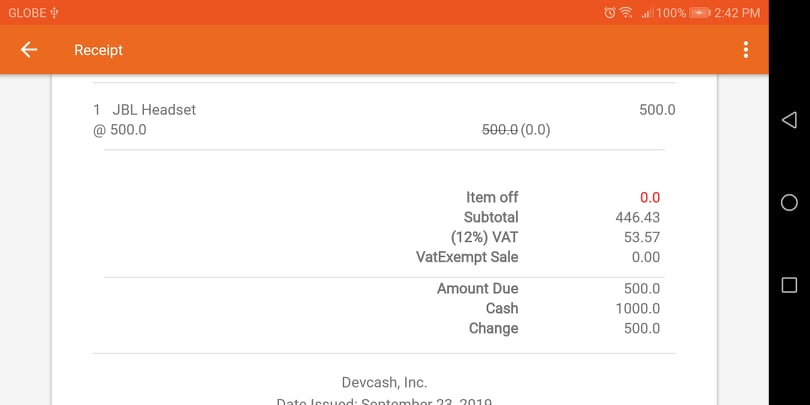 GLOBE 100% 2:42 PM
Receipt
1 JBL Headset 500.0
@ 500.0 500.0 (0.0)
Item off 0.0
Subtotal 446.43
(12%) VAT 53.57
VatExempt Sale 0.00
Amount Due 500.0
Cash 1000.0
Change 500.0
Devcash, Inc.
Date Issued: September 23, 2019